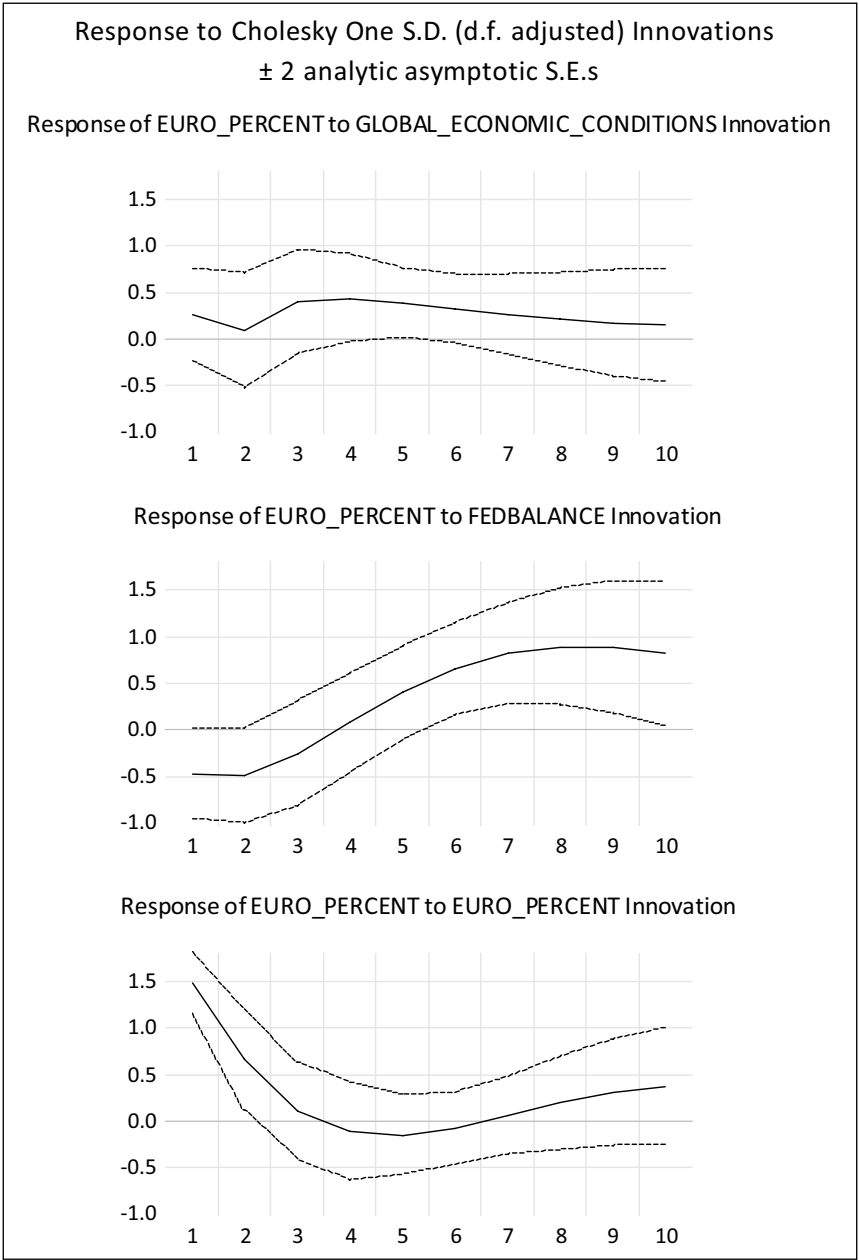 Response to Cholesky One S.D. (d.f. adjusted) Innovations
± 2 analytic asymptotic S.E.s
Response of EURO_PERCENT to GLOBAL_ECONOMIC_CONDITIONS Innovation
1.5
1.0
0.5
0.0
-0.5
-1.0
1 2 3 4 5 6 7 8 9 10
Response of EURO_PERCENT to FEDBALANCE Innovation
1.5
1.0
0.5
0.0
-0.5
-1.0
1 2 3 4 5 6 7 8 9 10
Response of EURO_PERCENT to EURO_PERCENT Innovation
1.5
1.0
0.5
0.0
-0.5
-1.0
1 2 3 4 5 6 7 8 9 10